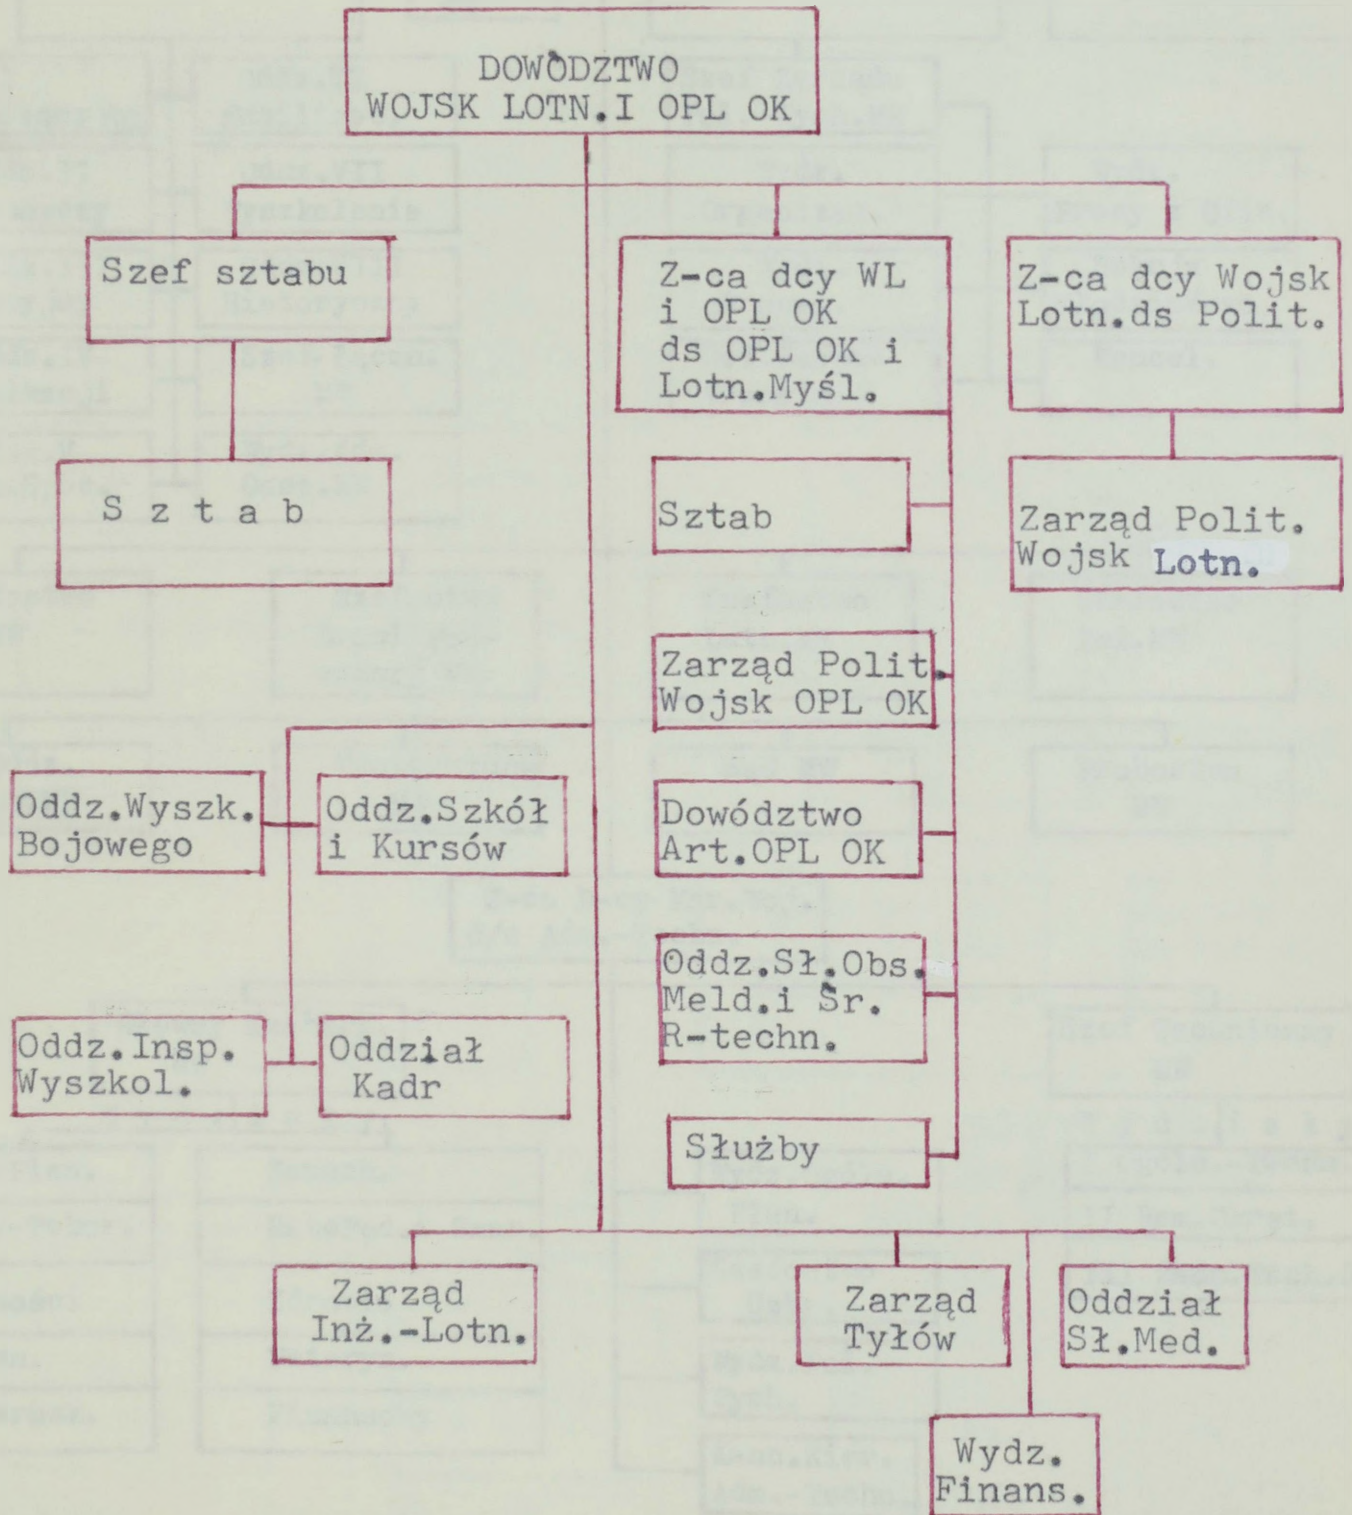 DOWÓDZTWO
WOJSK LOTN.I OPL OK
Szef sztabu
Z-ca dcy WL
i OPL OK
ds OPL OK i
Lotn.Myśl.
Z-ca dcy Wojsk
Lotn.ds Polit.
S z t a b
Sztab
Zarząd Polit.
Wojsk Lotn.
Zarząd Polit.
Wojsk OPL OK
Oddz.Wyszk.
Bojowego
Oddz.Szkół
i Kursów
Dowództwo
Art.OPL OK
Oddz.Sł.Obs.
Meld.i Śr.
R-techn.
Oddz.Insp.
Wyszkol.
Oddział
Kadr
Służby
Zarząd
Inż.-Lotn.
Zarząd
Tyłów
Oddział
Sł.Med.
Wydz.
Finans.